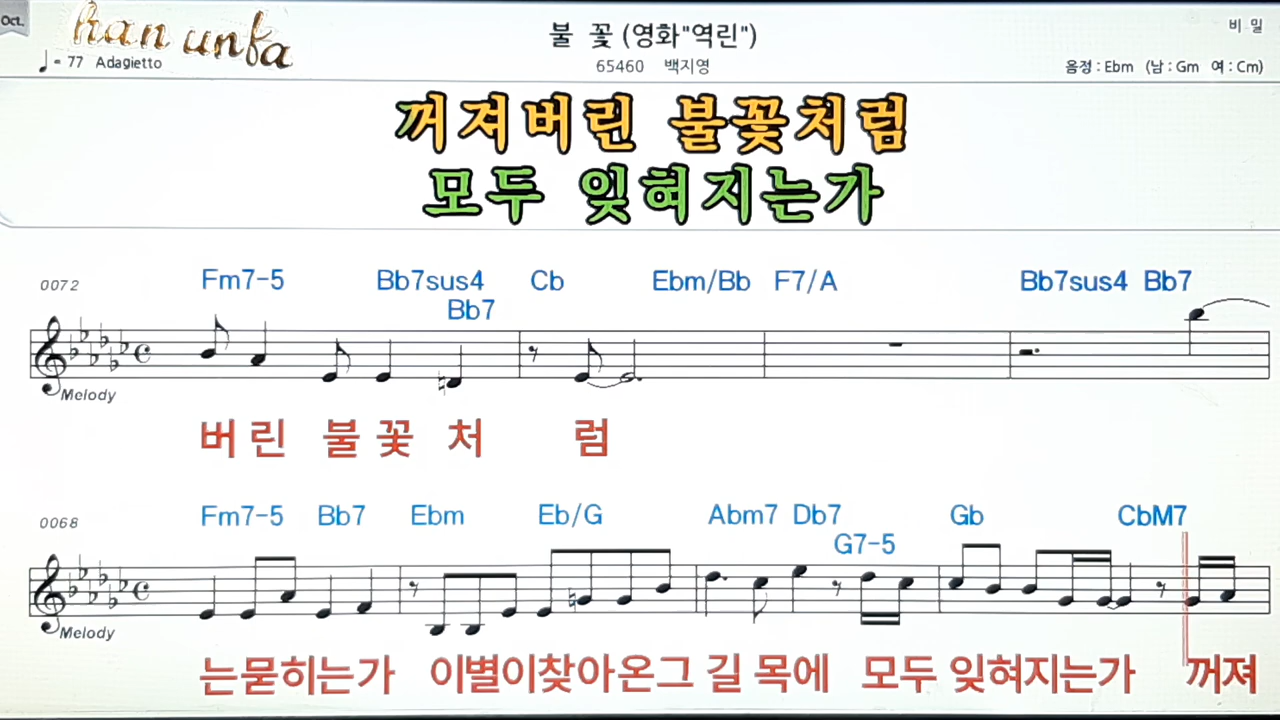 Oct.
han unfa
♩= 77 Adagietto
불 꽃 (영화"역린")
65460 백지영
비 밀
음정 : Ebm (남 : Gm 여 : Cm)
꺼져버린 불꽃처럼
모두 잊혀지는가
0072 Fm7-5 Bb7sus4 Cb Ebm/Bb F7/A Bb7sus4 Bb7
Bb7
Melody
버 린 불 꽃 처 럼
0068 Fm7-5 Bb7 Ebm Eb/G Abm7 Db7 Gb CbM7
G7-5
Melody
는묻히는가 이별이찾아온그 길 목에 모두 잊혀지는가 꺼져